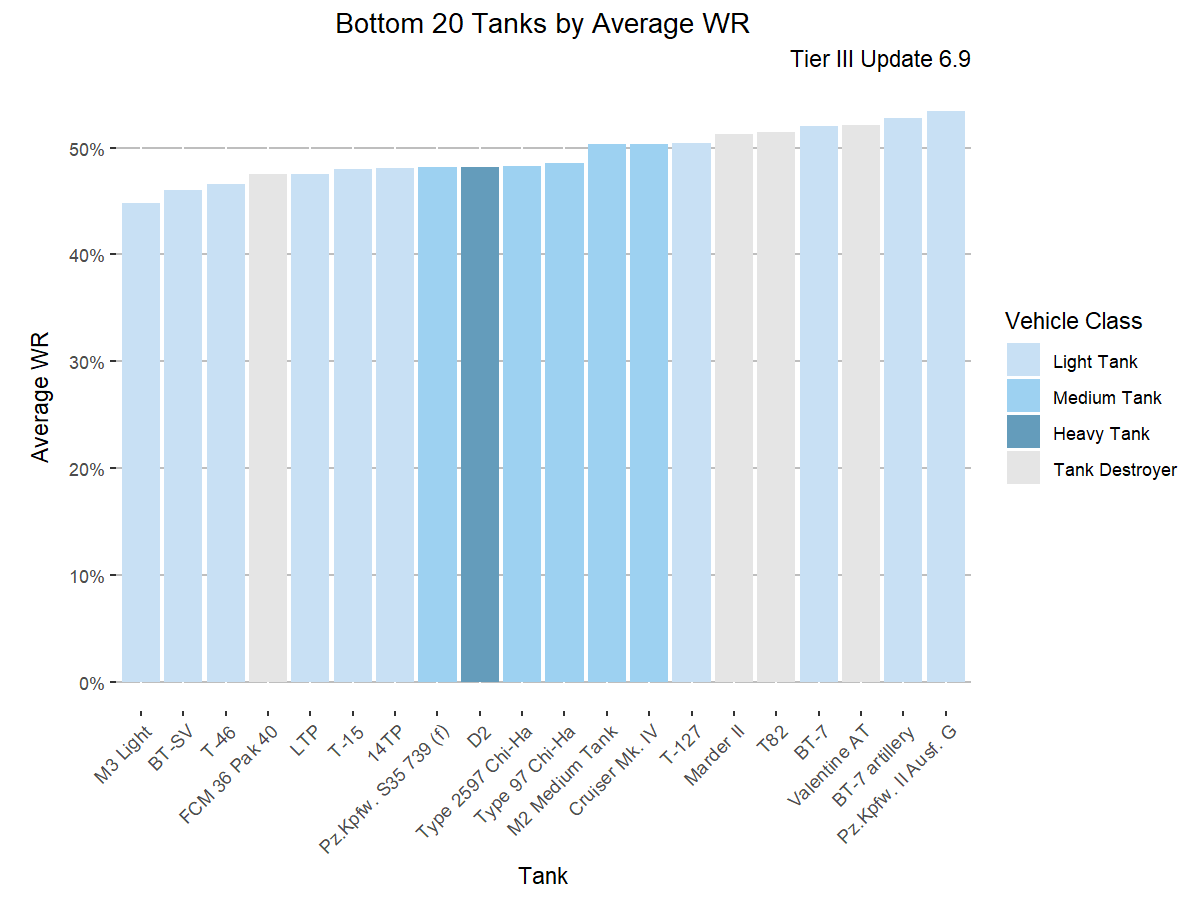 Bottom 20 Tanks by Average WR
Tier III Update 6.9
50%
40%
30%
20%
10%
0%
Average WR
M3 Light
BT-SV
T-46
FCM 36 Pak 40
LTP
T-15
14TP
Pz.Kpfw. S35 739 (f)
D2
Type 2597 Chi-Ha
Type 97 Chi-Ha
M2 Medium Tank
Cruiser Mk. IV
T-127
Marder II
T82
BT-7
Valentine AT
BT-7 artillery
Pz.Kpfw. II Ausf. G
Tank
Vehicle Class
Light Tank
Medium Tank
Heavy Tank
Tank Destroyer